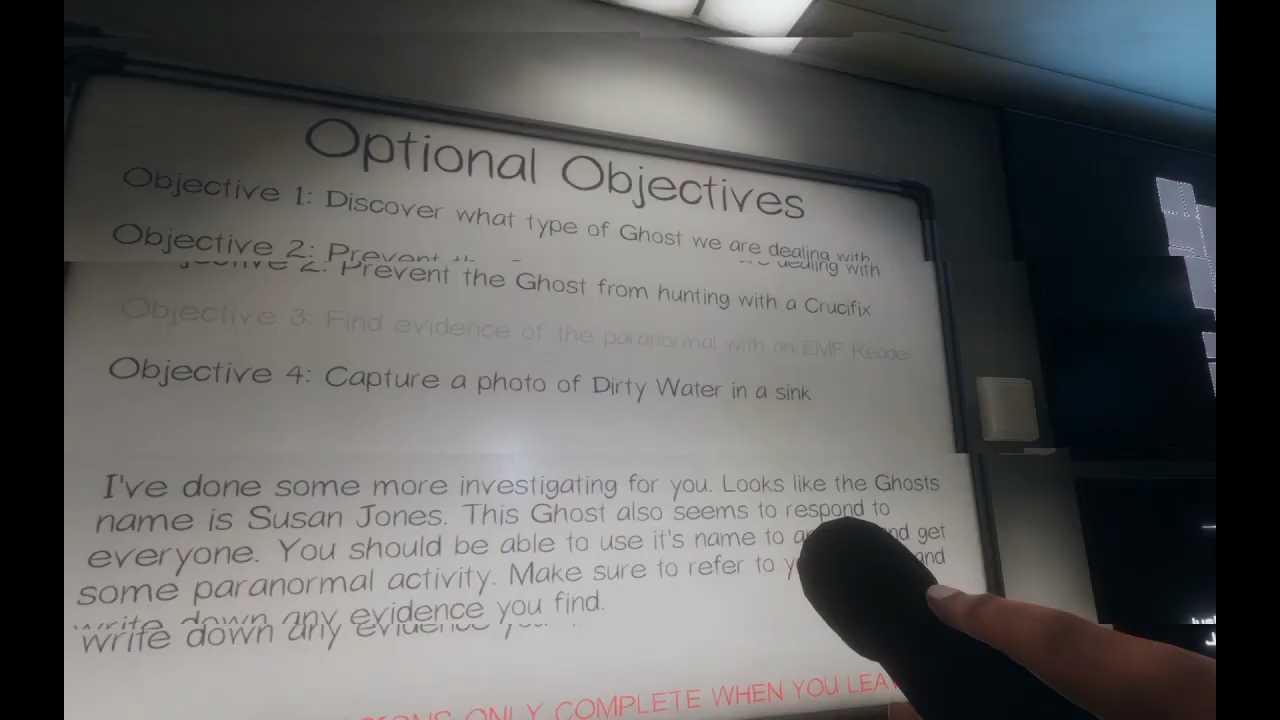 Optional Objectives
Objective 1: Discover what type of Ghost we are dealing with
Objective 2: Prevent the Ghost from hunting with a Crucifix
Objective 3: Find evidence of the paranormal with an EMF Reader
Objective 4: Capture a photo of Dirty Water in a sink
I've done some more investigating for you. Looks like the Ghosts
name is Susan Jones. This Ghost also seems to respond to
everyone. You should be able to use it's name to get
some paranormal activity. Make sure to refer to and
write down any evidence you find.
ONLY COMPLETE WHEN YOU